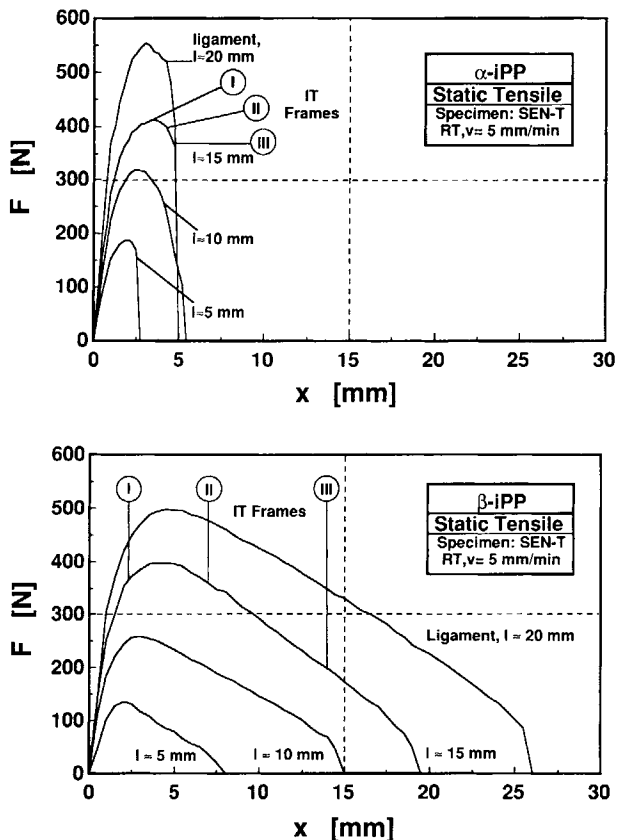 600
500
400
300
200
100
0
F [N]
ligament,
l≈20 mm
I
II
III
l≈15 mm
l≈10 mm
l≈5 mm
IT
Frames
α-iPP
Static Tensile
Specimen: SEN-T
RT,v= 5 mm/min
0 5 10 15 20 25 30
x [mm]
600
500
400
300
200
100
0
F [N]
I
II
III
IT Frames
β-iPP
Static Tensile
Specimen: SEN-T
RT,v= 5 mm/min
Ligament, l ≈ 20 mm
l ≈ 5 mm
l ≈ 10 mm
l ≈ 15 mm
0 5 10 15 20 25 30
x [mm]